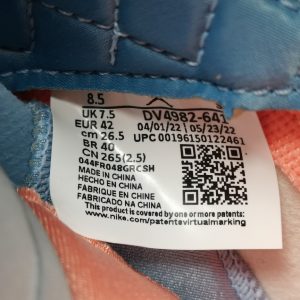 8.5
UK 7.5 DV4982-641
EUR 42 04/01/22 05/23/22
cm 26.5 UPC 00196150122461
BR 40
CN 265(2.5)
044FR048GRCSH
MADE IN CHINA
HECHO EN CHINA
FABRIQUE EN CHINE
FABRICADO NA CHINA
This product is covered by one or more patents:
www.nike.com/patentsvirtualmarking